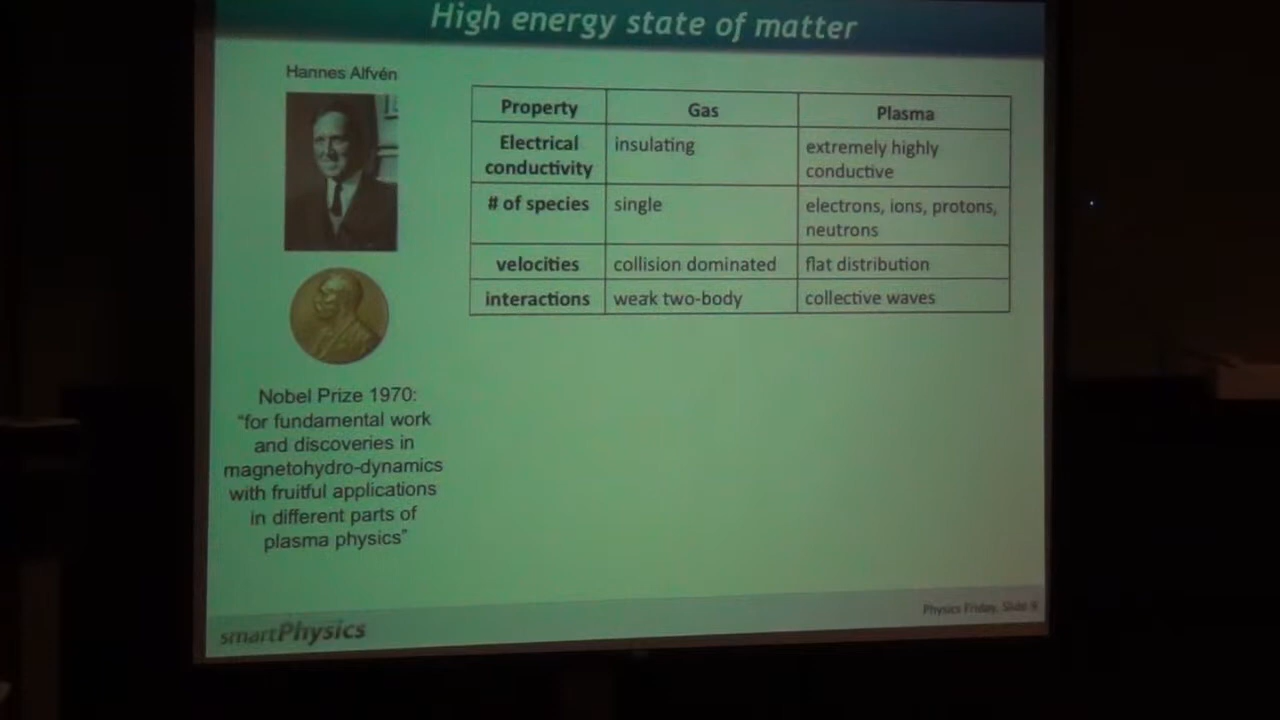 High energy state of matter
Hannes Alfvén
Property Gas Plasma
Electrical conductivity insulating extremely highly conductive
# of species single electrons, ions, protons, neutrons
velocities collision dominated flat distribution
interactions weak two-body collective waves
Nobel Prize 1970:
“for fundamental work
and discoveries in
magnetohydro-dynamics
with fruitful applications
in different parts of
plasma physics”
smartPhysics
Physics Friday, Slide 9